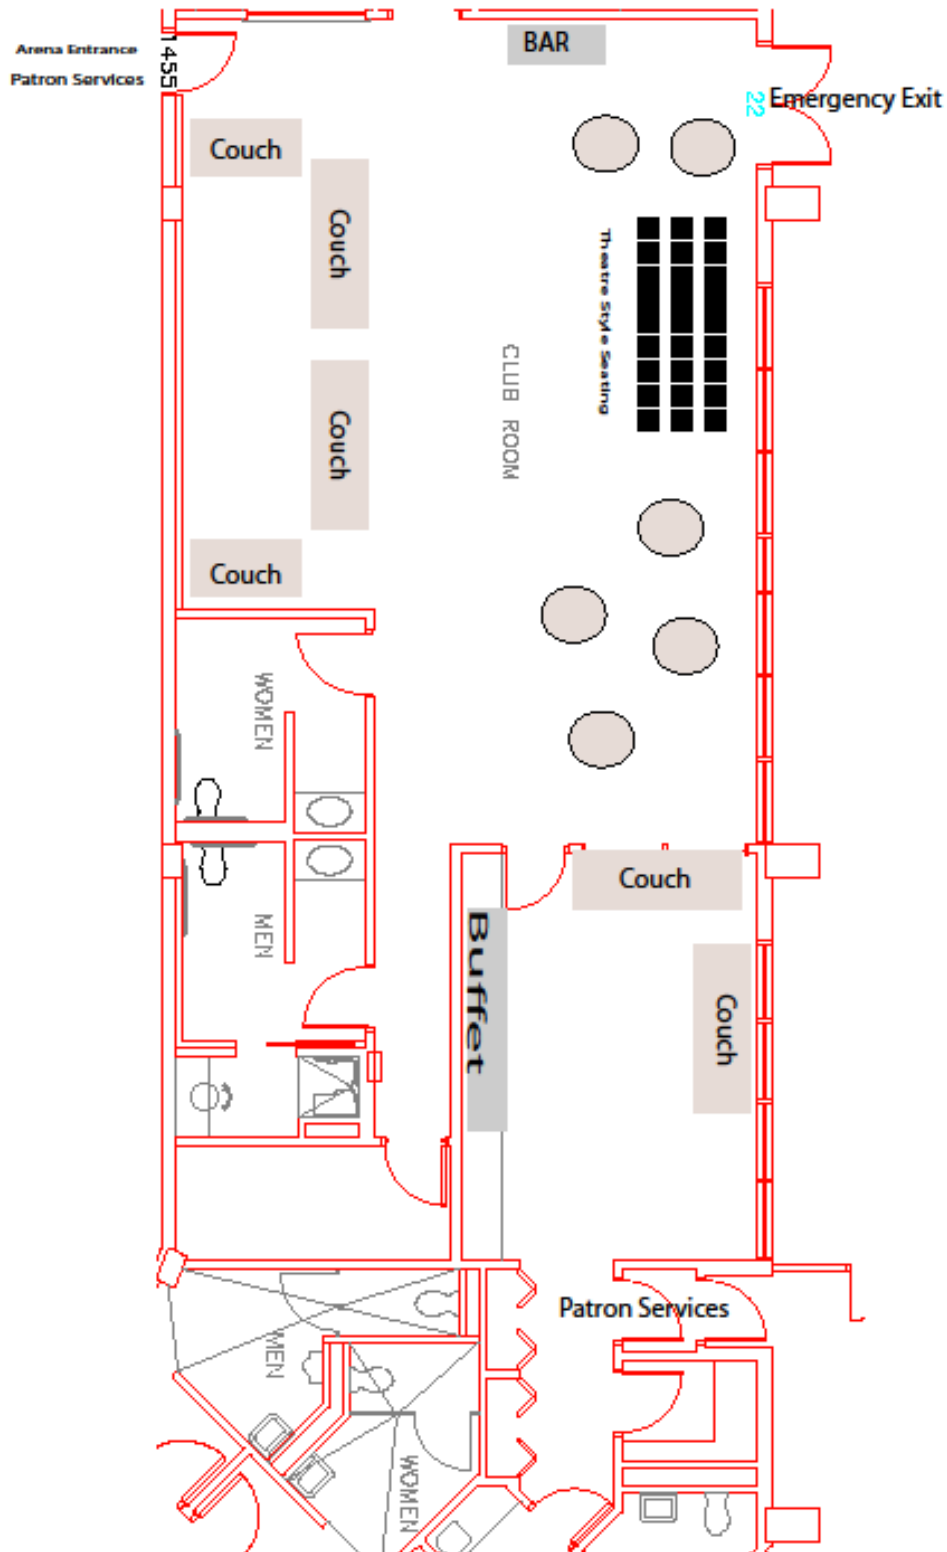 BAR
Arena Entrance
Patron Services
1455
22
Emergency Exit
Couch
Couch
Theatre Style Seating
CLUB ROOM
Couch
Couch
WOMEN
Couch
MEN
Buffet
Couch
Patron Services
MEN
WOMEN